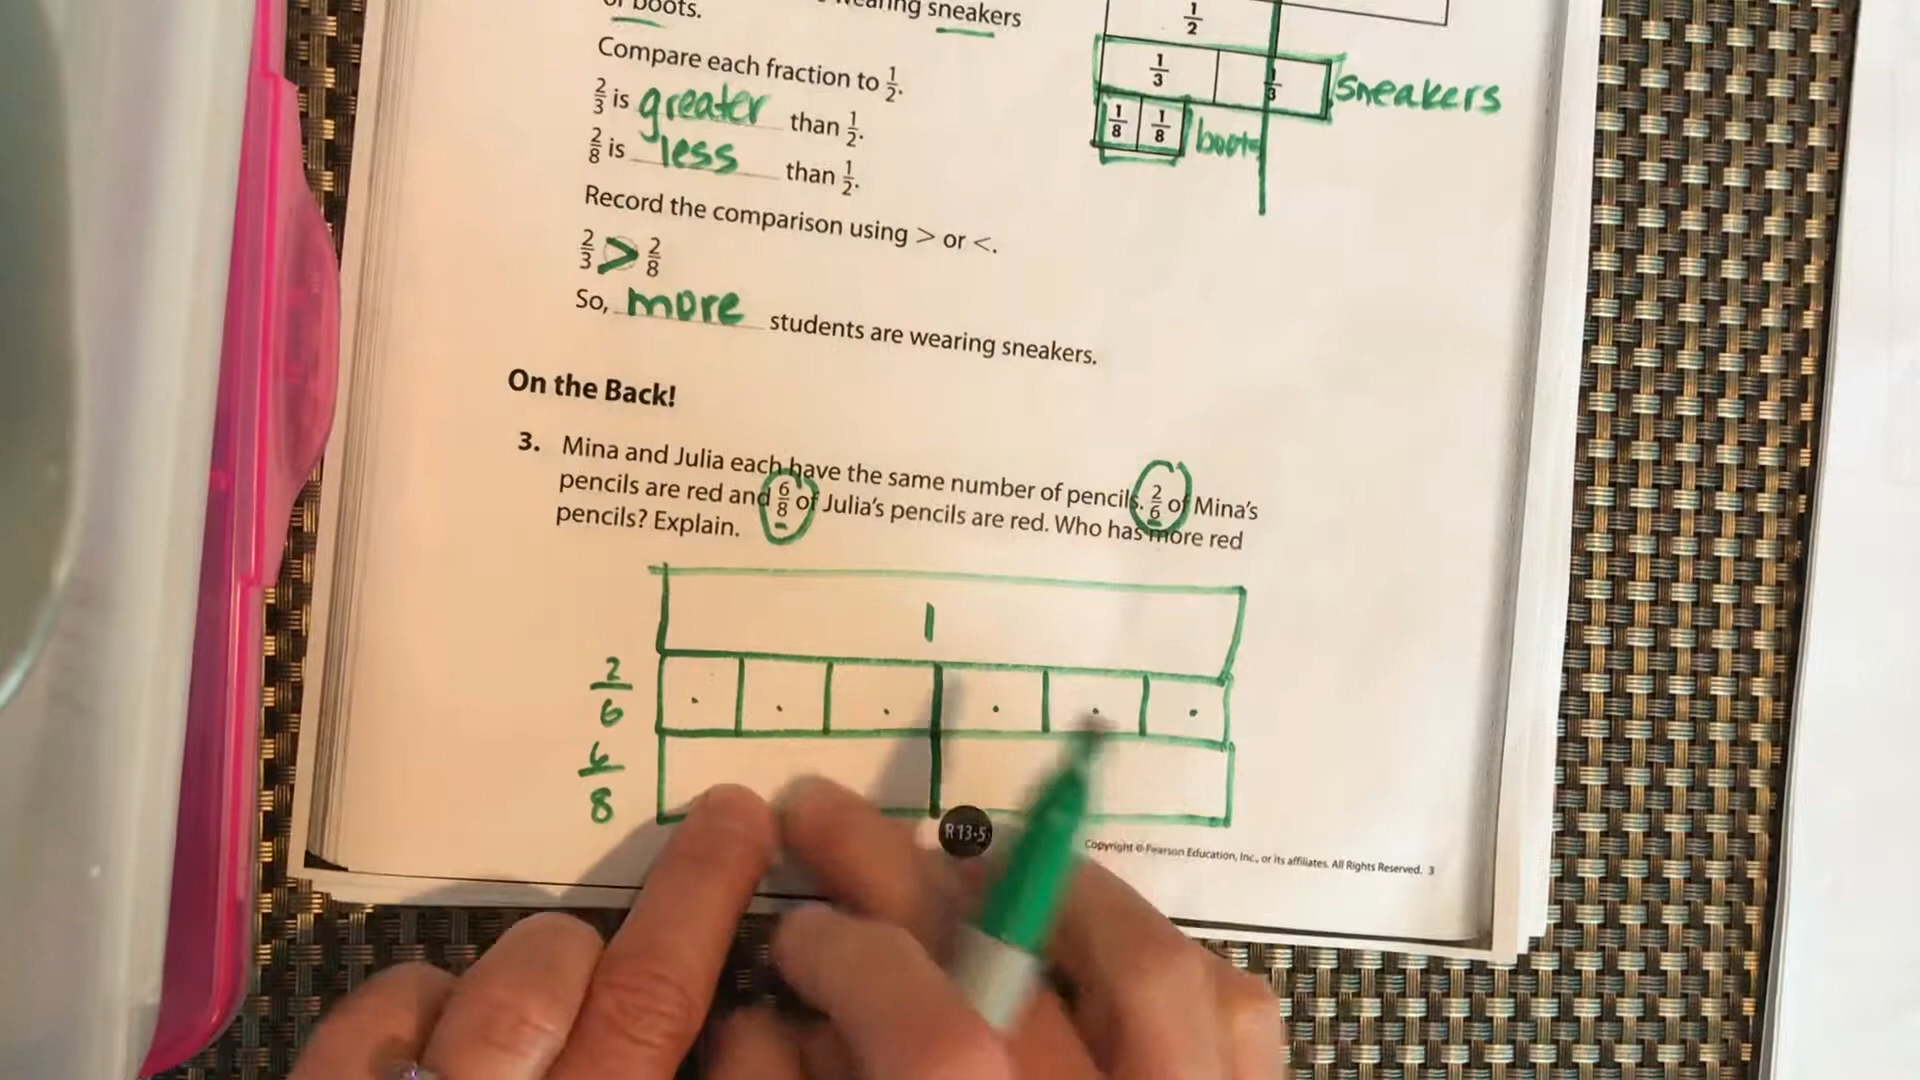 or boots.
wearing sneakers
Compare each fraction to 1/2.
2/3 is greater than 1/2.
2/8 is less than 1/2.
Record the comparison using > or <.
2/3 > 2/8
So, more students are wearing sneakers.
1/2
1/3 1/3 Sneakers
1/8 1/8 boots
On the Back!
3. Mina and Julia each have the same number of pencils. 2/6 of Mina's
pencils are red and 6/8 of Julia's pencils are red. Who has more red
pencils? Explain.
1
2/6
6/8
R 13-5
Copyright © Pearson Education, Inc., or its affiliates. All Rights Reserved. 3